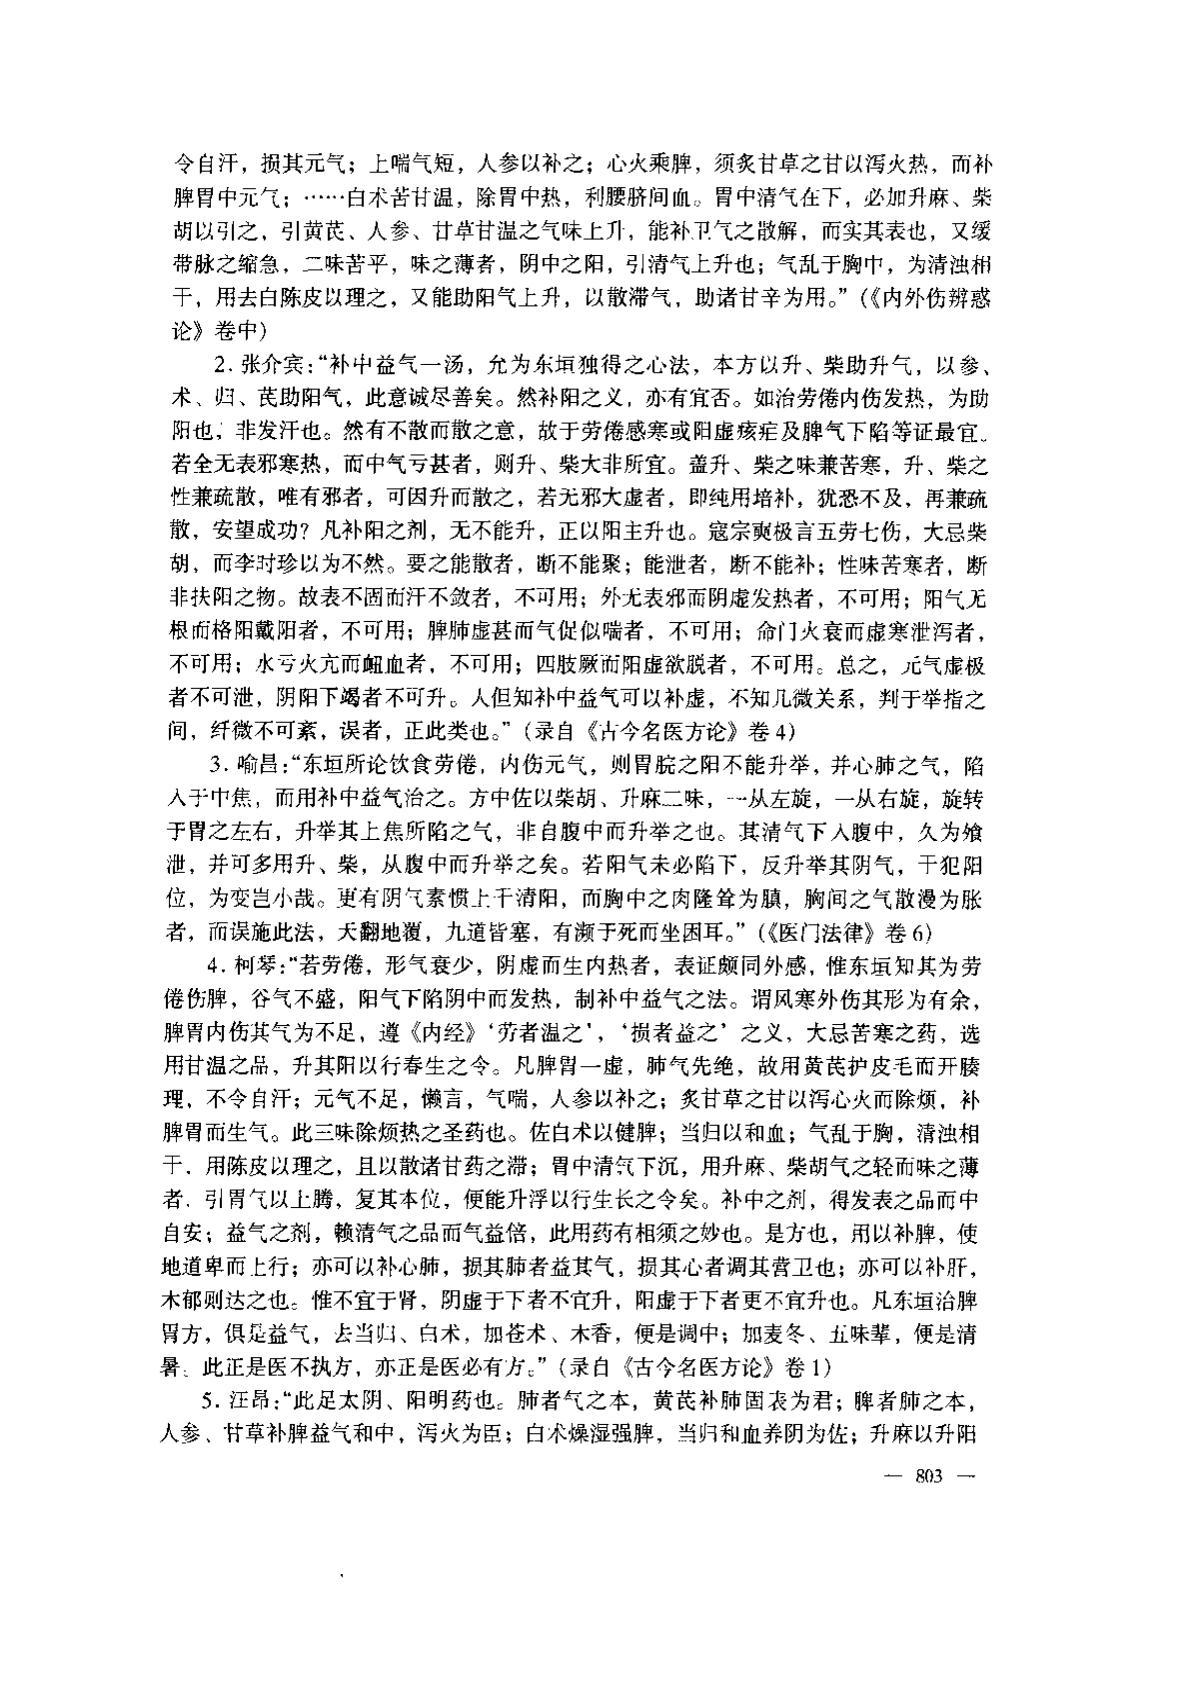 令自汗，损其元气；上喘气短，人参以补之；心火乘脾，须炙甘草之甘以泻火热，而补
脾胃中元气；……白术苦甘温，除胃中热，利腰脐间血。胃中清气在下，必加升麻、柴
胡以引之，引黄芪、人参、甘草甘温之气味上升，能补卫气之散解，而实其表也，又缓
带脉之缩急，二味苦平，味之薄者，阴中之阳，引清气上升也；气乱于胸中，为清浊相
干，用去白陈皮以理之，又能助阳气上升，以散滞气，助诸甘辛为用。”（《内外伤辨惑
论》卷中）
2. 张介宾：“补中益气一汤，允为东垣独得之心法，本方以升、柴助升气，以参、
术、归、芪助阳气，此意诚尽善矣。然补阳之义，亦有宜否。如治劳倦内伤发热，为助
阳也，非发汗也。然有不散而散之意，故于劳倦感寒或阳虚痎疟及脾气下陷等证最宜。
若全无表邪寒热，而中气亏甚者，则升、柴大非所宜。盖升、柴之味兼苦寒，升、柴之
性兼疏散，唯有邪者，可因升而散之，若无邪大虚者，即纯用培补，犹恐不及，再兼疏
散，安望成功？凡补阳之剂，无不能升，正以阳主升也。寇宗奭极言五劳七伤，大忌柴
胡，而李时珍以为不然。要之能散者，断不能聚；能泄者，断不能补；性味苦寒者，断
非扶阳之物。故表不固而汗不敛者，不可用；外无表邪而阴虚发热者，不可用；阳气无
根而格阳戴阳者，不可用；脾肺虚甚而气促似喘者，不可用；命门火衰而虚寒泄泻者，
不可用；水亏火亢而衄血者，不可用；四肢厥而阳虚欲脱者，不可用。总之，元气虚极
者不可泄，阴阳下竭者不可升。人但知补中益气可以补虚，不知几微关系，判于举指之
间，纤微不可紊，误者，正此类也。”（录自《古今名医方论》卷4）
3. 喻昌：“东垣所论饮食劳倦，内伤元气，则胃脘之阳不能升举，并心肺之气，陷
入于中焦，而用补中益气治之。方中佐以柴胡、升麻二味，一从左旋，一从右旋，旋转
于胃之左右，升举其上焦所陷之气，非自腹中而升举之也。其清气下入腹中，久为飧
泄，并可多用升、柴，从腹中而升举之矣。若阳气未必陷下，反升举其阴气，干犯阳
位，为变岂小哉。更有阴气素惯上干清阳，而胸中之肉隆耸为膹，胸间之气散漫为胀
者，而误施此法，天翻地覆，九道皆塞，有濒于死而坐困耳。”（《医门法律》卷6）
4. 柯琴：“若劳倦，形气衰少，阴虚而生内热者，表证颇同外感，惟东垣知其为劳
倦伤脾，谷气不盛，阳气下陷阴中而发热，制补中益气之法。谓风寒外伤其形为有余，
脾胃内伤其气为不足，遵《内经》‘劳者温之’，‘损者益之’之义，大忌苦寒之药，选
用甘温之品，升其阳以行春生之令。凡脾胃一虚，肺气先绝，故用黄芪护皮毛而开腠
理，不令自汗；元气不足，懒言，气喘，人参以补之；炙甘草之甘以泻心火而除烦，补
脾胃而生气。此三味除烦热之圣药也。佐白术以健脾；当归以和血；气乱于胸，清浊相
干，用陈皮以理之，且以散诸甘药之滞；胃中清气下沉，用升麻、柴胡气之轻而味之薄
者，引胃气以上腾，复其本位，便能升浮以行生长之令矣。补中之剂，得发表之品而中
自安；益气之剂，赖清气之品而气益倍，此用药有相须之妙也。是方也，用以补脾，使
地道卑而上行；亦可以补心肺，损其肺者益其气，损其心者调其营卫也；亦可以补肝，
木郁则达之也。惟不宜于肾，阴虚于下者不宜升，阳虚于下者更不宜升也。凡东垣治脾
胃方，俱是益气，去当归、白术，加苍术、木香，便是调中；加麦冬、五味辈，便是清
暑。此正是医不执方，亦正是医必有方。”（录自《古今名医方论》卷1）
5. 汪昂：“此足太阴、阳明药也。肺者气之本，黄芪补肺固表为君；脾者肺之本，
人参、甘草补脾益气和中，泻火为臣；白术燥湿强脾，当归和血养阴为佐；升麻以升阳
— 803 —